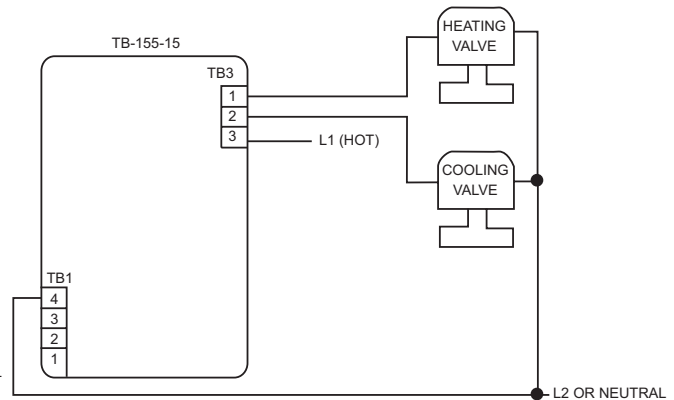 TB-155-15
TB3
1
2
3
L1 (HOT)
HEATING
VALVE
COOLING
VALVE
TB1
4
3
2
1
L2 OR NEUTRAL